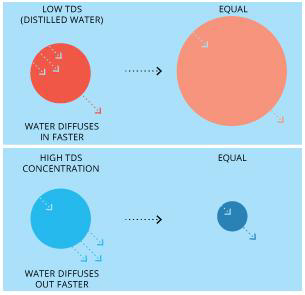 LOW TDS
(DISTILLED WATER)
EQUAL
WATER DIFFUSES
IN FASTER
HIGH TDS
CONCENTRATION
EQUAL
WATER DIFFUSES
OUT FASTER